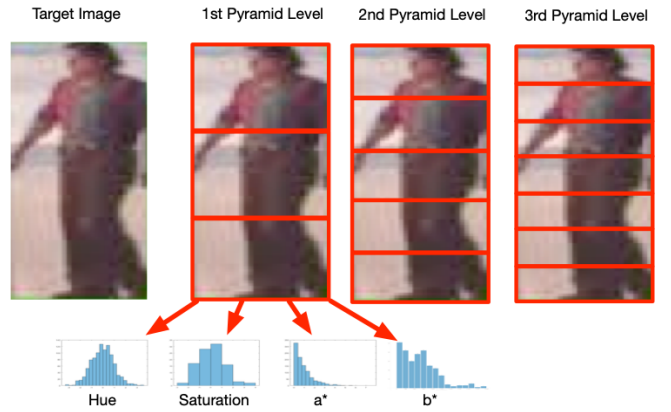 Target Image
1st Pyramid Level
2nd Pyramid Level
3rd Pyramid Level
Hue
Saturation
a*
b*